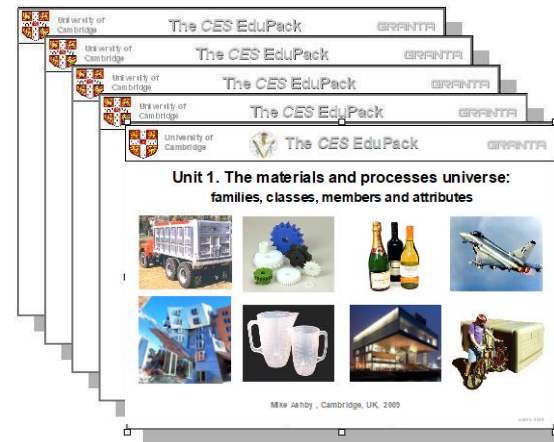 University of
Cambridge
The CES EduPack
GRANTA
University of
Cambridge
The CES EduPack
GRANTA
University of
Cambridge
The CES EduPack
GRANTA
University of
Cambridge
The CES EduPack
GRANTA
University of
Cambridge
The CES EduPack
GRANTA
Unit 1. The materials and processes universe:
families, classes, members and attributes
Mike Ashby , Cambridge, UK, 2009